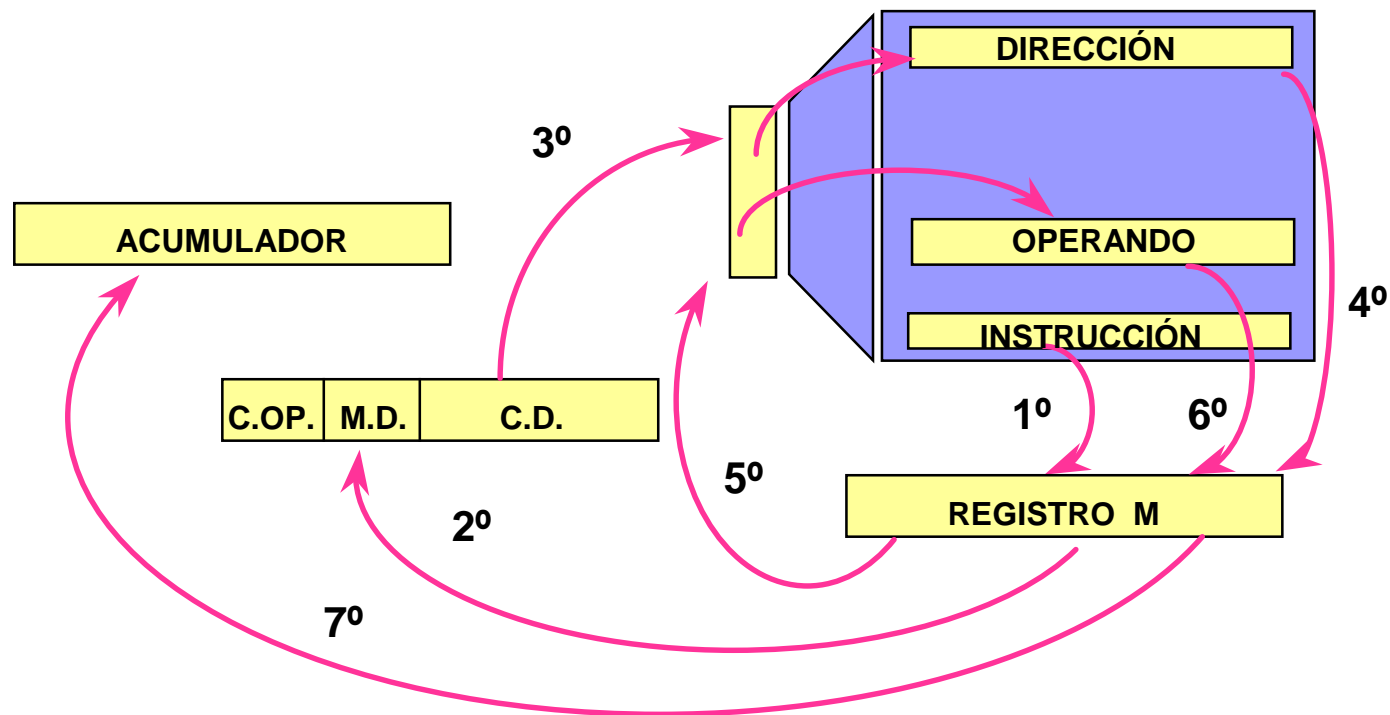 DIRECCIÓN
3º
ACUMULADOR
OPERANDO
4º
INSTRUCCIÓN
C.OP. M.D. C.D.
1º
6º
5º
2º
REGISTRO M
7º